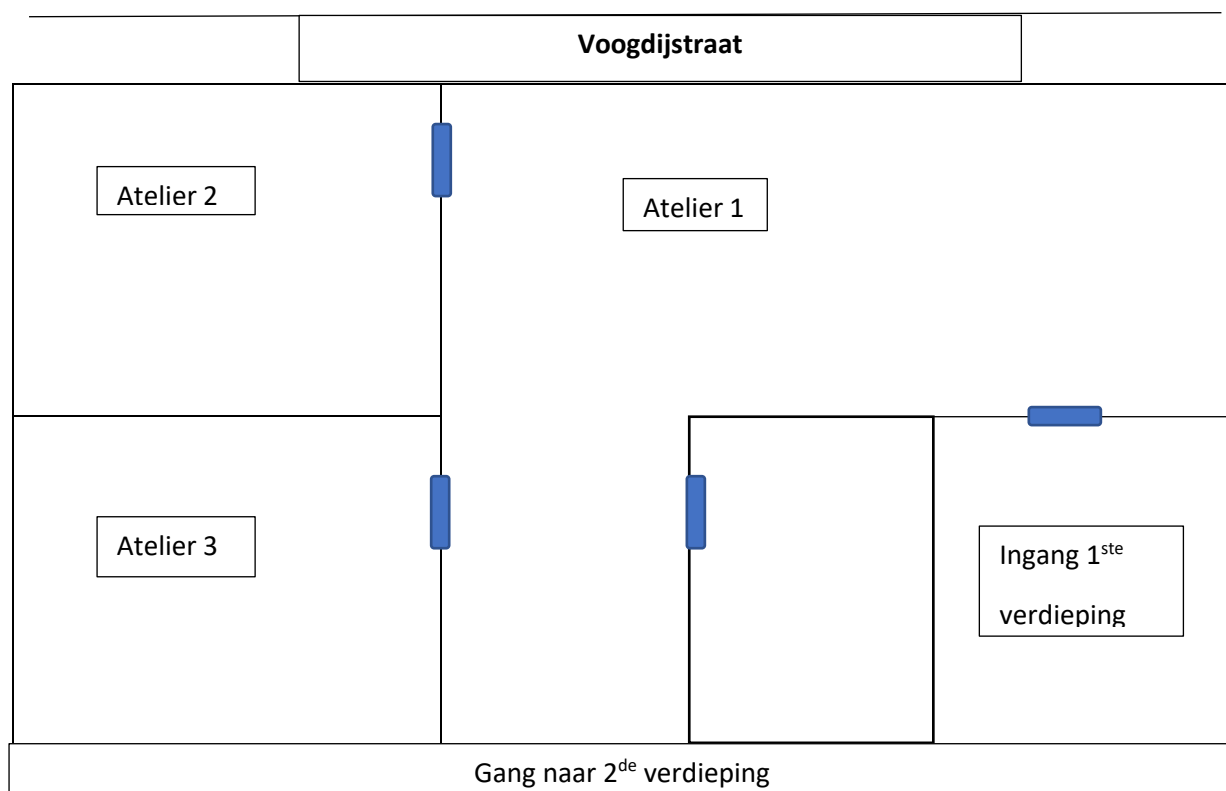 Voogdijstraat
Atelier 2
Atelier 1
Atelier 3
Ingang 1ste
verdieping
Gang naar 2de verdieping